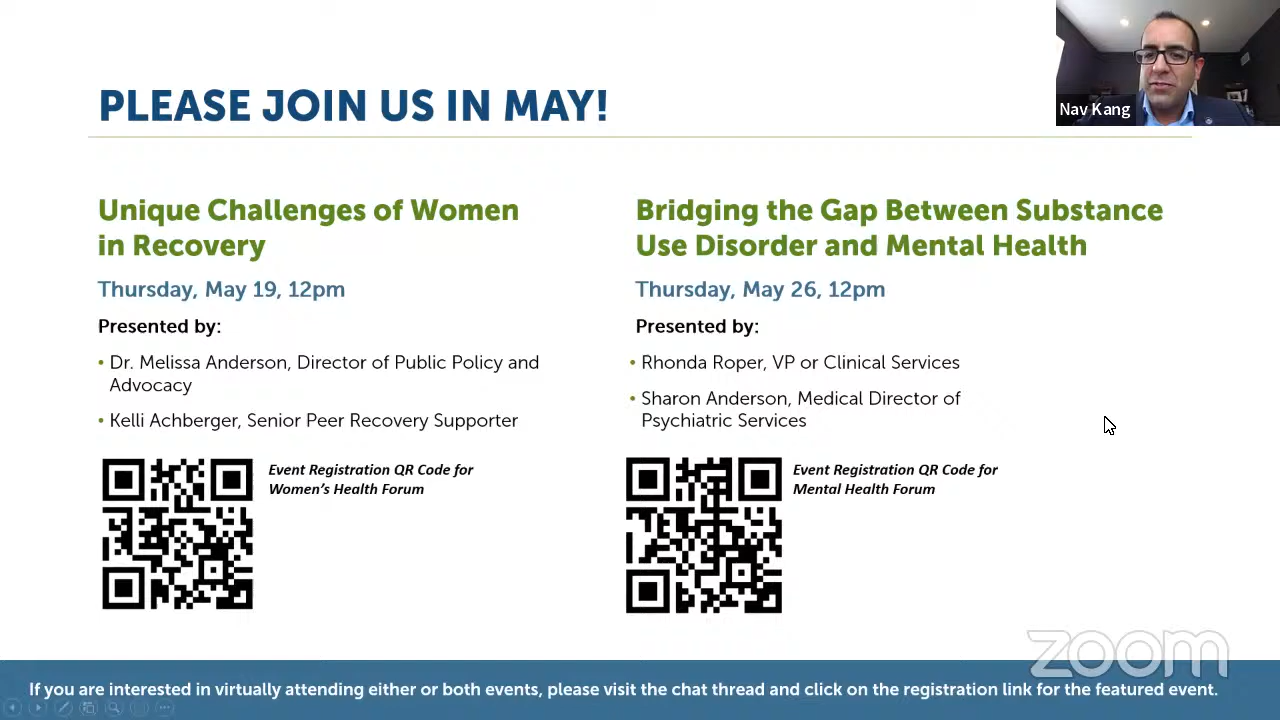 PLEASE JOIN US IN MAY!
Nav Kang
Unique Challenges of Women
in Recovery
Thursday, May 19, 12pm
Presented by:
• Dr. Melissa Anderson, Director of Public Policy and
Advocacy
• Kelli Achberger, Senior Peer Recovery Supporter
Event Registration QR Code for
Women's Health Forum
Bridging the Gap Between Substance
Use Disorder and Mental Health
Thursday, May 26, 12pm
Presented by:
• Rhonda Roper, VP or Clinical Services
• Sharon Anderson, Medical Director of
Psychiatric Services
Event Registration QR Code for
Mental Health Forum
zoom
If you are interested in virtually attending either or both events, please visit the chat thread and click on the registration link for the featured event.